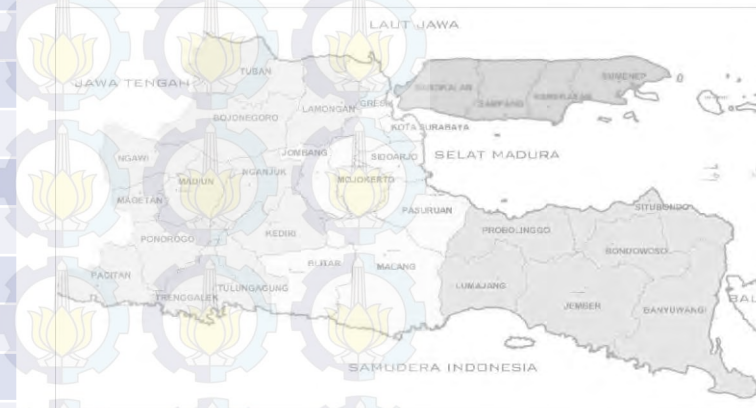 LAUT JAWA
JAWA TENGAH
TUBAN
SUMENEP
BANGKALAN
SAMPANG
PAMEKASAN
LAMONGAN
GRESIK
BOJONEGORO
KOTA SURABAYA
JOMBANG
SIDOARJO
SELAT MADURA
NGAWI
NGANJUK
MADIUN
MOJOKERTO
MAGETAN
PASURUAN
SITUBONDO
PONOROGO
KEDIRI
PROBOLINGGO
BONDOWOSO
BLITAR
MALANG
PACITAN
LUMAJANG
TULUNGAGUNG
TRENGGALEK
JEMBER
BANYUWANGI
BAL
SAMUDERA INDONESIA